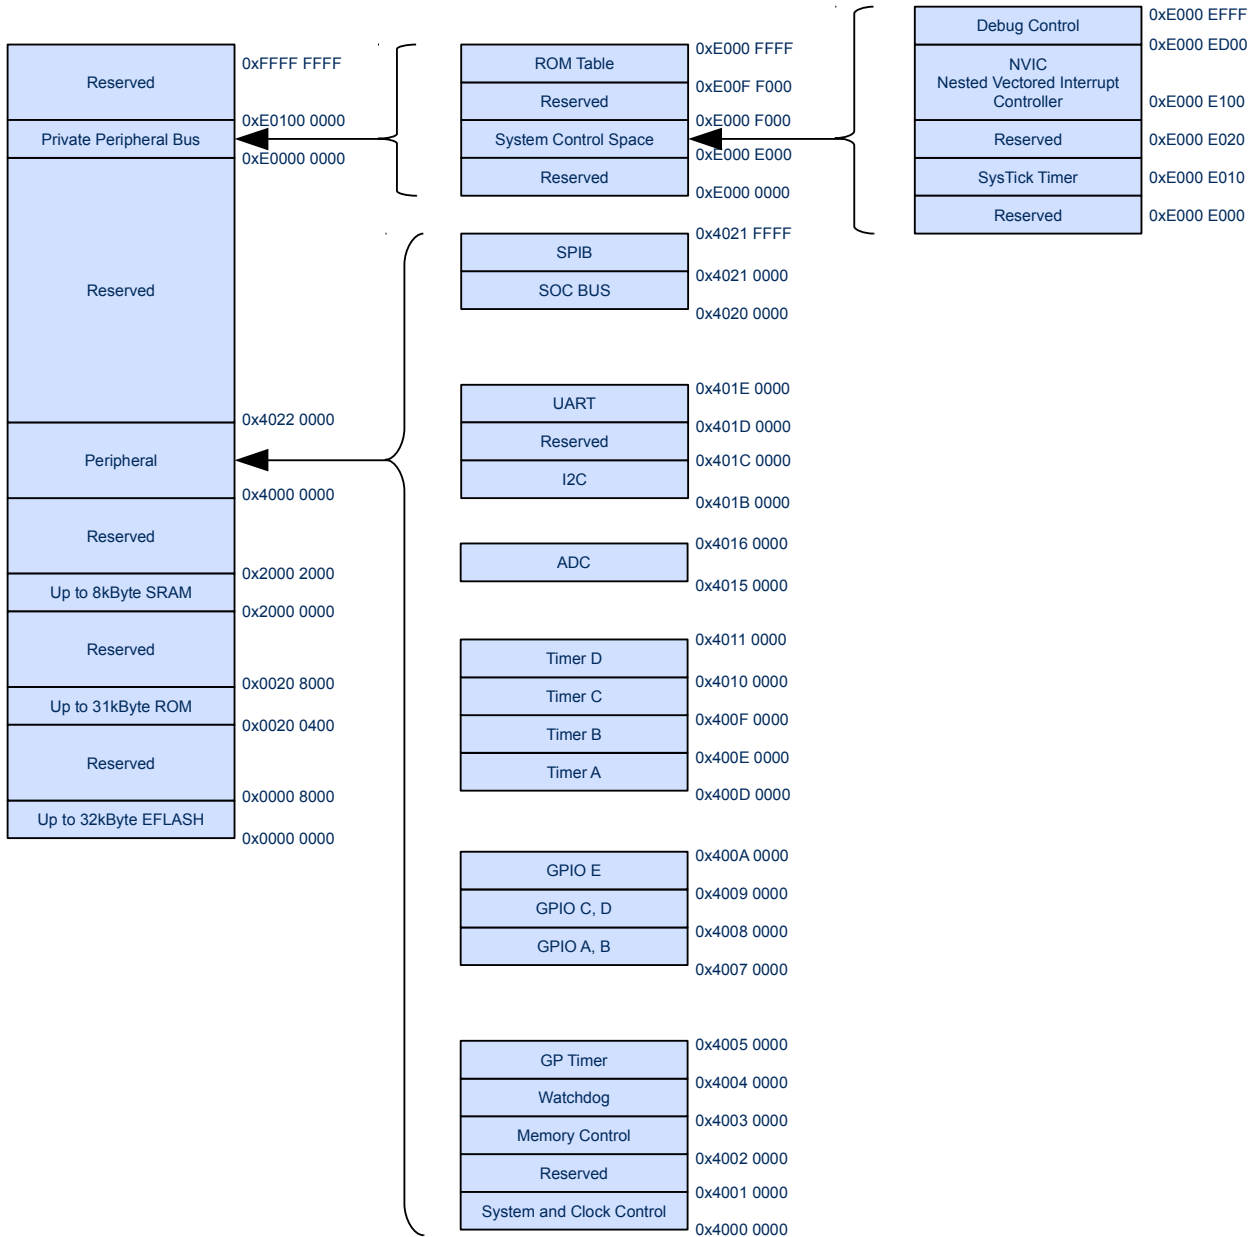 0xFFFF FFFF
Reserved
0xE0100 0000
Private Peripheral Bus
0xE0000 0000
Reserved
0x4022 0000
Peripheral
0x4000 0000
Reserved
0x2000 2000
Up to 8kByte SRAM
0x2000 0000
Reserved
0x0020 8000
Up to 31kByte ROM
0x0020 0400
Reserved
0x0000 8000
Up to 32kByte EFLASH
0x0000 0000
0xE000 FFFF
ROM Table
0xE00F F000
Reserved
0xE000 F000
System Control Space
0xE000 E000
Reserved
0xE000 0000
0x4021 FFFF
SPIB
0x4021 0000
SOC BUS
0x4020 0000
0x401E 0000
UART
0x401D 0000
Reserved
0x401C 0000
I2C
0x401B 0000
0x4016 0000
ADC
0x4015 0000
0x4011 0000
Timer D
0x4010 0000
Timer C
0x400F 0000
Timer B
0x400E 0000
Timer A
0x400D 0000
0x400A 0000
GPIO E
0x4009 0000
GPIO C, D
0x4008 0000
GPIO A, B
0x4007 0000
0x4005 0000
GP Timer
0x4004 0000
Watchdog
0x4003 0000
Memory Control
0x4002 0000
Reserved
0x4001 0000
System and Clock Control
0x4000 0000
0xE000 EFFF
Debug Control
0xE000 ED00
NVIC
Nested Vectored Interrupt
Controller
0xE000 E100
Reserved
0xE000 E020
SysTick Timer
0xE000 E010
Reserved
0xE000 E000